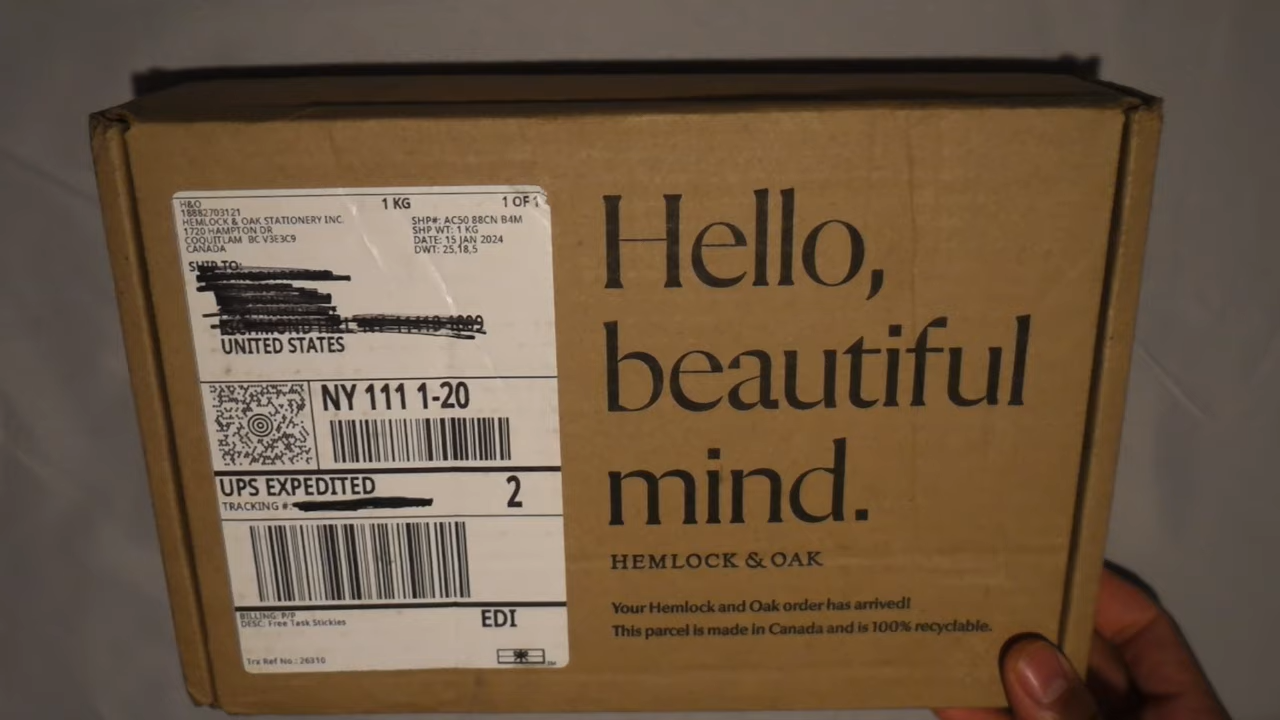 H&O
18882703121
HEMLOCK & OAK STATIONERY INC.
1720 HAMPTON DR
COQUITLAM BC V3E3C9
CANADA
1 KG
1 OF 1
SHP#: AC50 88CN B4M
SHP WT: 1 KG
DATE: 15 JAN 2024
DWT: 25,18,5
SHIP TO:
UNITED STATES
NY 111 1-20
UPS EXPEDITED
2
TRACKING #:
BILLING: P/P
DESC: Free Task Stickies
EDI
Trx Ref No.: 26310
Hello,
beautiful
mind.
HEMLOCK & OAK
Your Hemlock and Oak order has arrived!
This parcel is made in Canada and is 100% recyclable.